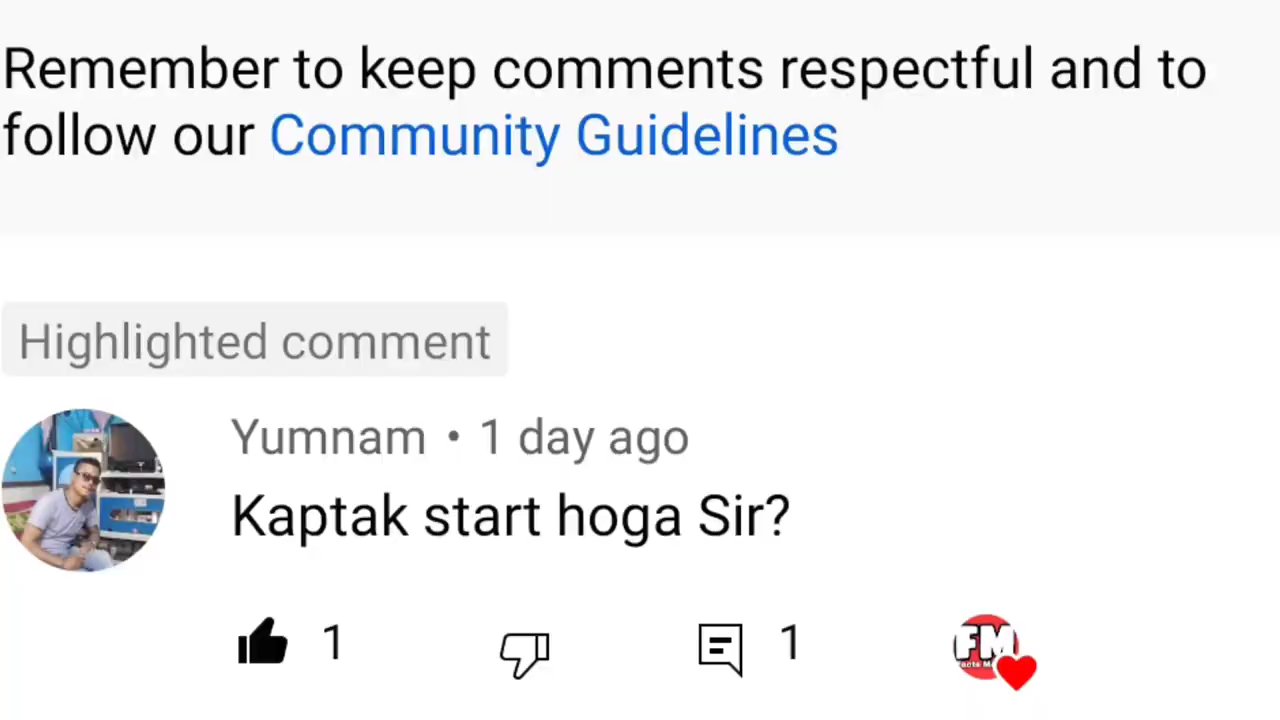 Remember to keep comments respectful and to
follow our Community Guidelines
Highlighted comment
Yumnam • 1 day ago
Kaptak start hoga Sir?
1
1
FM